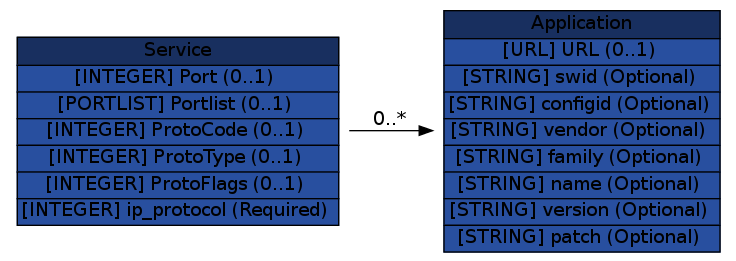 Service
[INTEGER] Port (0..1)
[PORTLIST] Portlist (0..1)
[INTEGER] ProtoCode (0..1)
[INTEGER] ProtoType (0..1)
[INTEGER] ProtoFlags (0..1)
[INTEGER] ip_protocol (Required)
0..*
Application
[URL] URL (0..1)
[STRING] swid (Optional)
[STRING] configid (Optional)
[STRING] vendor (Optional)
[STRING] family (Optional)
[STRING] name (Optional)
[STRING] version (Optional)
[STRING] patch (Optional)